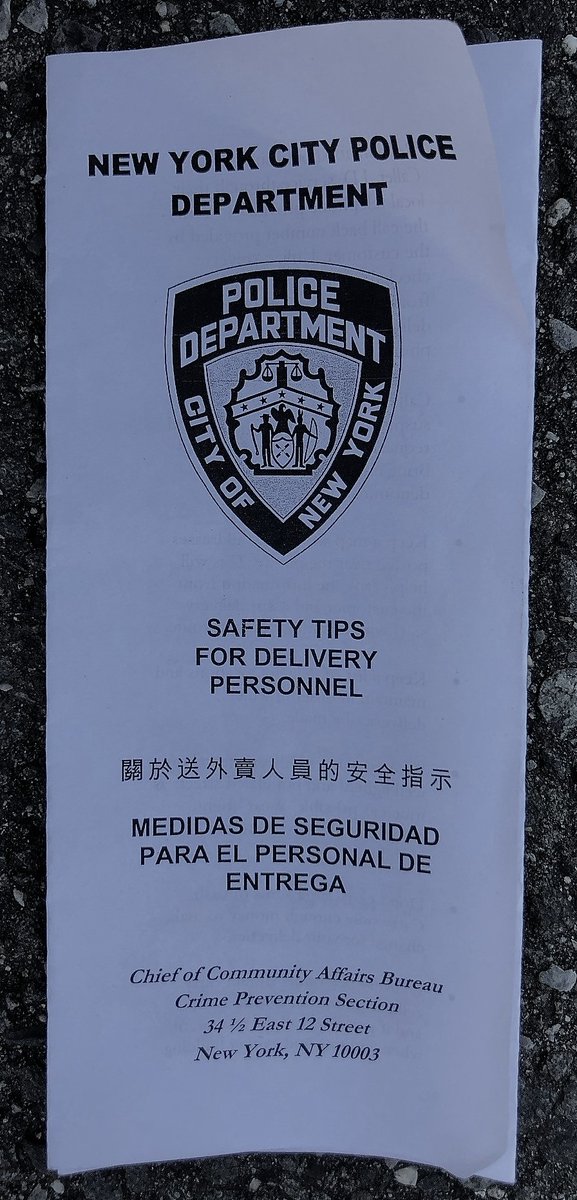 NEW YORK CITY POLICE
DEPARTMENT
POLICE
DEPARTMENT
CITY OF
NEW YORK
SAFETY TIPS
FOR DELIVERY
PERSONNEL
關於送外賣人員的安全指示
MEDIDAS DE SEGURIDAD
PARA EL PERSONAL DE
ENTREGA
Chief of Community Affairs Bureau
Crime Prevention Section
34 ½ East 12 Street
New York, NY 10003